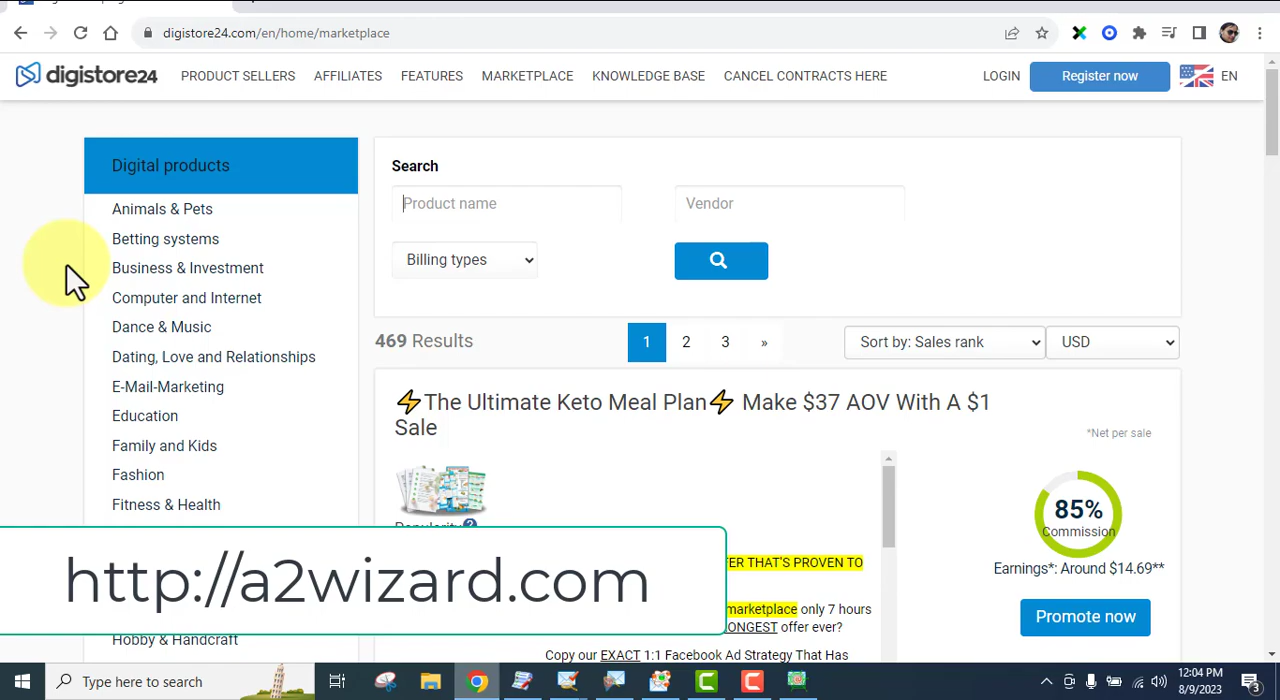 digistore24.com/en/home/marketplace
digistore24
PRODUCT SELLERS
AFFILIATES
FEATURES
MARKETPLACE
KNOWLEDGE BASE
CANCEL CONTRACTS HERE
LOGIN
Register now
EN
Digital products
Animals & Pets
Betting systems
Business & Investment
Computer and Internet
Dance & Music
Dating, Love and Relationships
E-Mail-Marketing
Education
Family and Kids
Fashion
Fitness & Health
Hobby & Handcraft
Search
Product name
Vendor
Billing types
469 Results
1
2
3
»
Sort by: Sales rank
USD
⚡The Ultimate Keto Meal Plan⚡ Make $37 AOV With A $1
Sale
*Net per sale
Popularity
85%
Commission
Earnings*: Around $14.69**
Promote now
ER THAT'S PROVEN TO
marketplace only 7 hours
ONGEST offer ever?
Copy our EXACT 1:1 Facebook Ad Strategy That Has
http://a2wizard.com
Type here to search
12:04 PM
8/9/2023
3